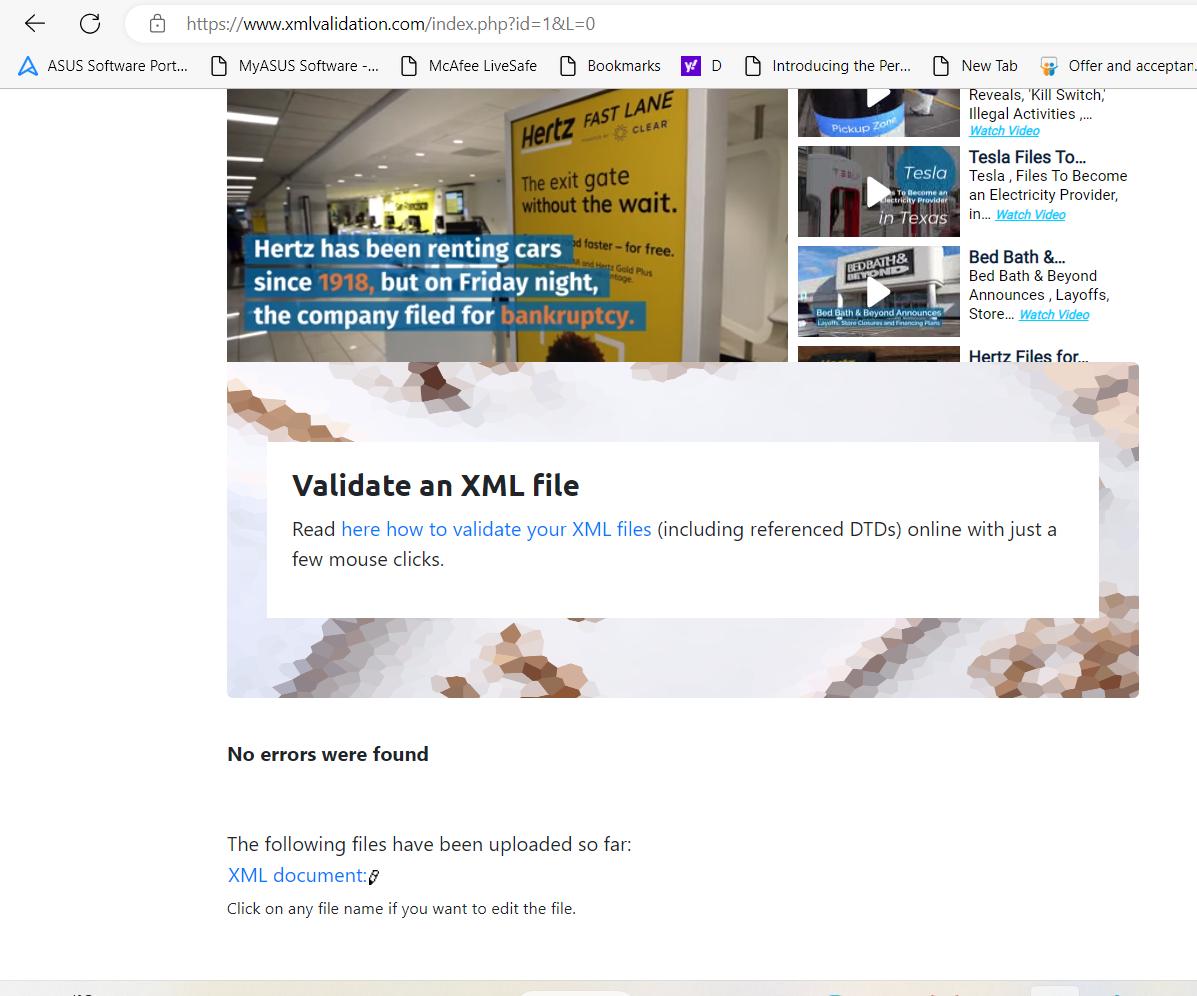 https://www.xmlvalidation.com/index.php?id=1&L=0
ASUS Software Port... MyASUS Software -... McAfee LiveSafe Bookmarks D Introducing the Per... New Tab Offer and acceptan.
Hertz FAST LANE
CLEAR
The exit gate
without the wait.
faster – for free.
and Hertz Gold Plus
Hertz has been renting cars
since 1918, but on Friday night,
the company filed for bankruptcy.
Pickup Zone
Reveals, 'Kill Switch,'
Illegal Activities ,...
Watch Video
TESLA
Tesla
Files To Become an
Electricity Provider
in Texas
Tesla Files To...
Tesla , Files To Become
an Electricity Provider,
in... Watch Video
BED BATH &
BEYOND
Bed Bath & Beyond Announces
Layoffs, Store Closures and Financing Plans
Bed Bath &...
Bed Bath & Beyond
Announces , Layoffs,
Store... Watch Video
Hertz Files for...
Validate an XML file
Read here how to validate your XML files (including referenced DTDs) online with just a
few mouse clicks.
No errors were found
The following files have been uploaded so far:
XML document:
Click on any file name if you want to edit the file.